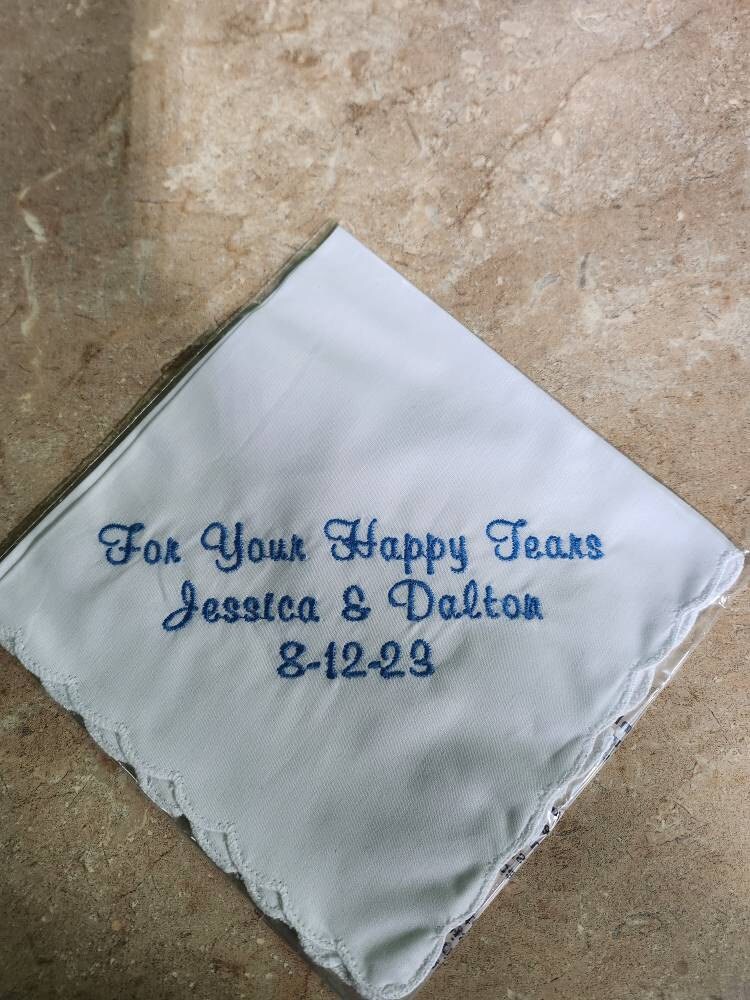 For Your Happy Tears
Jessica & Dalton
8-12-23